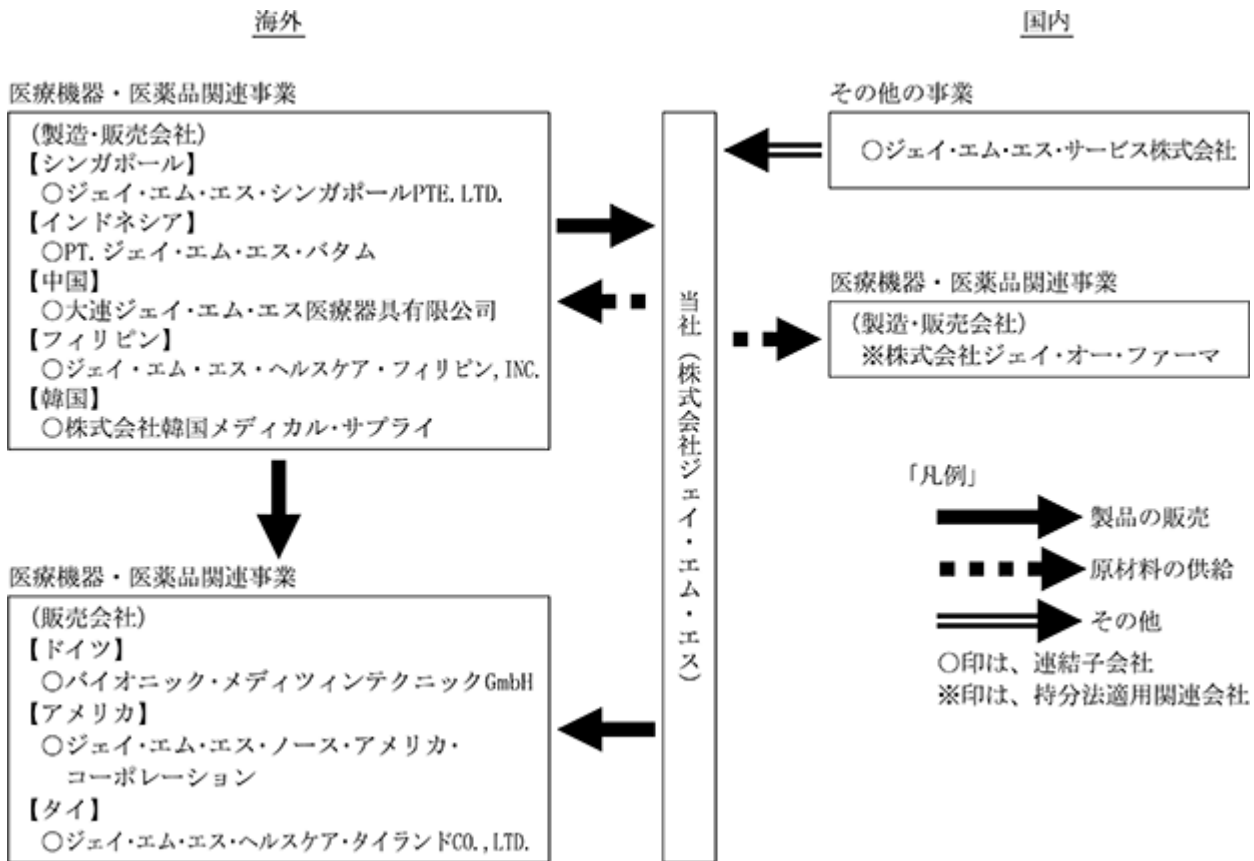 海外
医療機器・医薬品関連事業
(製造・販売会社)
【シンガポール】
○ジェイ・エム・エス・シンガポールPTE.LTD.
【インドネシア】
○PT.ジェイ・エム・エス・バタム
【中国】
○大連ジェイ・エム・エス医療器具有限公司
【フィリピン】
○ジェイ・エム・エス・ヘルスケア・フィリピン,INC.
【韓国】
○株式会社韓国メディカル・サプライ
医療機器・医薬品関連事業
(販売会社)
【ドイツ】
○バイオニック・メディツィンテクニックGmbH
【アメリカ】
○ジェイ・エム・エス・ノース・アメリカ・
コーポレーション
【タイ】
○ジェイ・エム・エス・ヘルスケア・タイランドCO.,LTD.
当社(株式会社ジェイ・エム・エス)
国内
その他の事業
○ジェイ・エム・エス・サービス株式会社
医療機器・医薬品関連事業
(製造・販売会社)
※株式会社ジェイ・オー・ファーマ
「凡例」
製品の販売
原材料の供給
その他
○印は、連結子会社
※印は、持分法適用関連会社